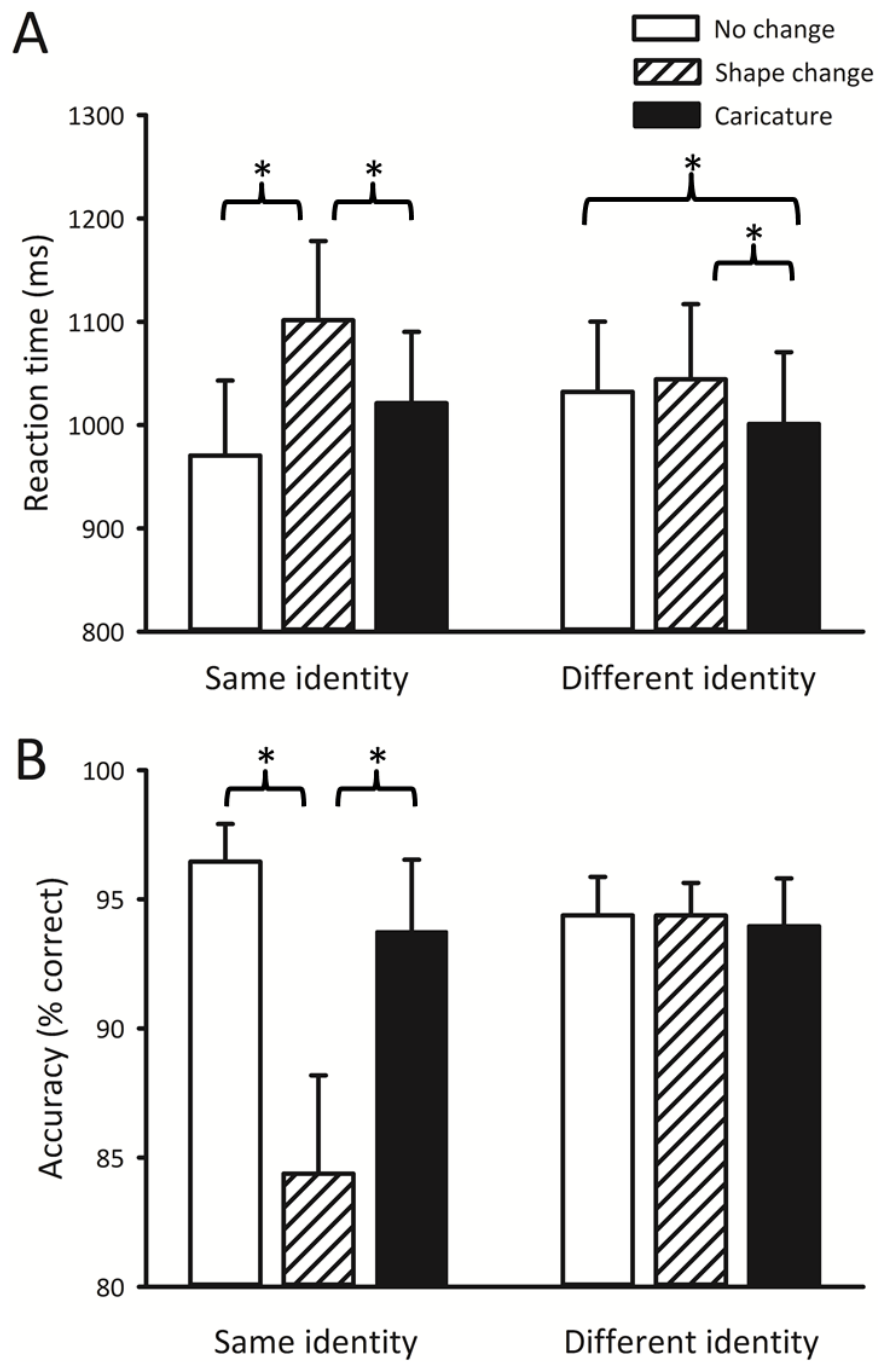 A
No change
Shape change
Caricature
Reaction time (ms)
1300
1200
1100
1000
900
800
*
*
*
*
Same identity
Different identity
B
Accuracy (% correct)
100
95
90
85
80
*
*
Same identity
Different identity